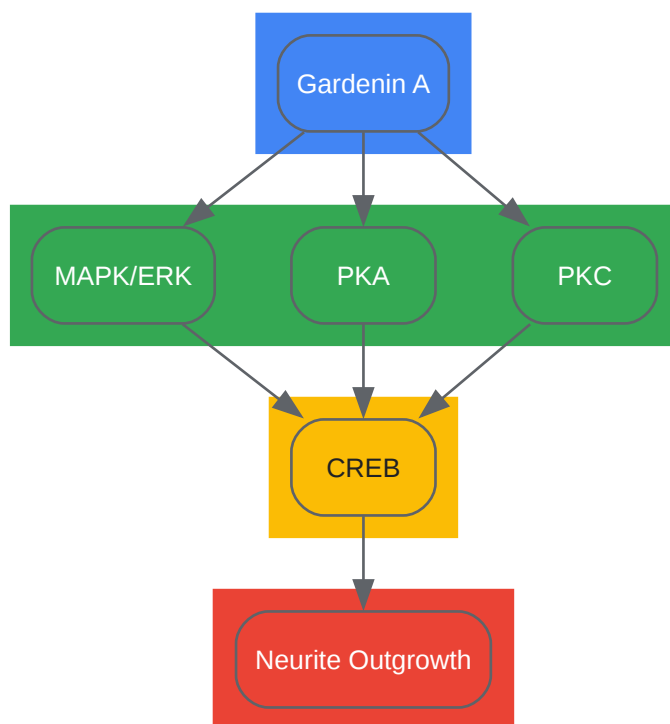 Gardenin A
MAPK/ERK
PKA
PKC
CREB
Neurite Outgrowth